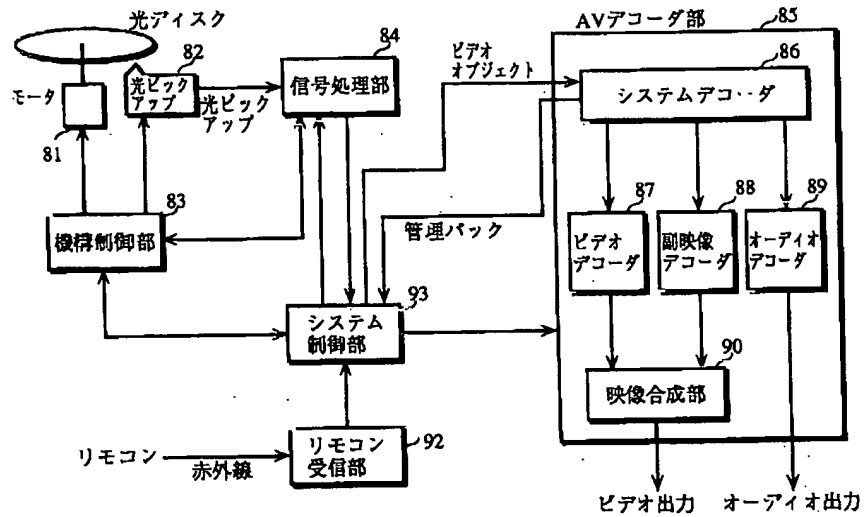 光ディスク
モータ
81
82
光ピック
アップ
光ピック
アップ
84
信号処理部
83
機構制御部
ビデオ
オブジェクト
管理パック
93
システム
制御部
リモコン
赤外線
リモコン
受信部
92
AVデコーダ部
85
86
システムデコーダ
87
ビデオ
デコーダ
88
副映像
デコーダ
89
オーディオ
デコーダ
90
映像合成部
ビデオ出力
オーディオ出力